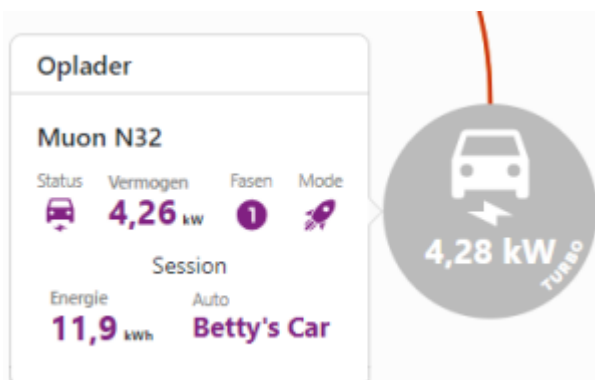 Oplader
Muon N32
Status Vermogen Fasen Mode
4,26 kW 1
Session
Energie Auto
11,9 kWh Betty's Car
4,28 kW
TURBO